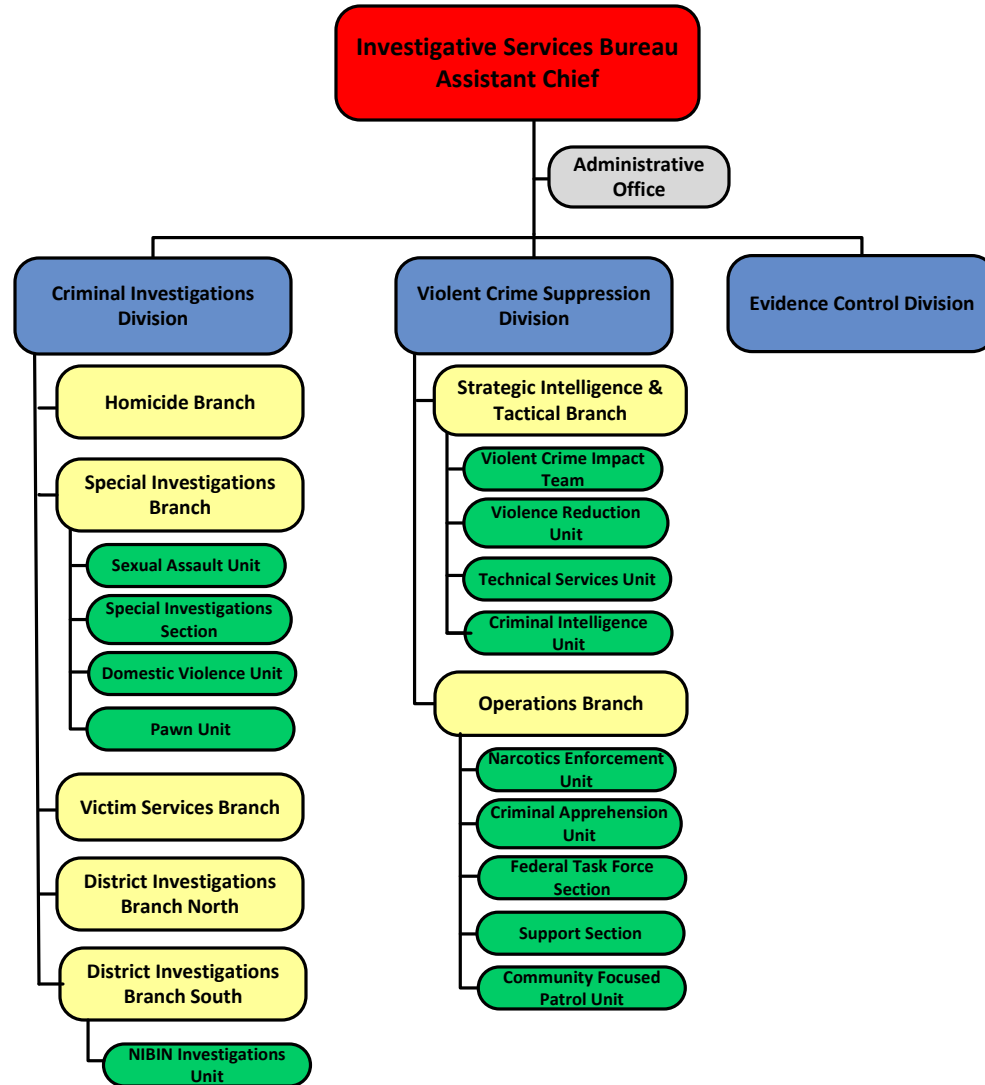 Investigative Services Bureau
Assistant Chief
Administrative
Office
Criminal Investigations
Division
Violent Crime Suppression
Division
Evidence Control Division
Homicide Branch
Special Investigations
Branch
Sexual Assault Unit
Special Investigations
Section
Domestic Violence Unit
Pawn Unit
Victim Services Branch
District Investigations
Branch North
District Investigations
Branch South
NIBIN Investigations
Unit
Strategic Intelligence &
Tactical Branch
Violent Crime Impact
Team
Violence Reduction
Unit
Technical Services Unit
Criminal Intelligence
Unit
Operations Branch
Narcotics Enforcement
Unit
Criminal Apprehension
Unit
Federal Task Force
Section
Support Section
Community Focused
Patrol Unit